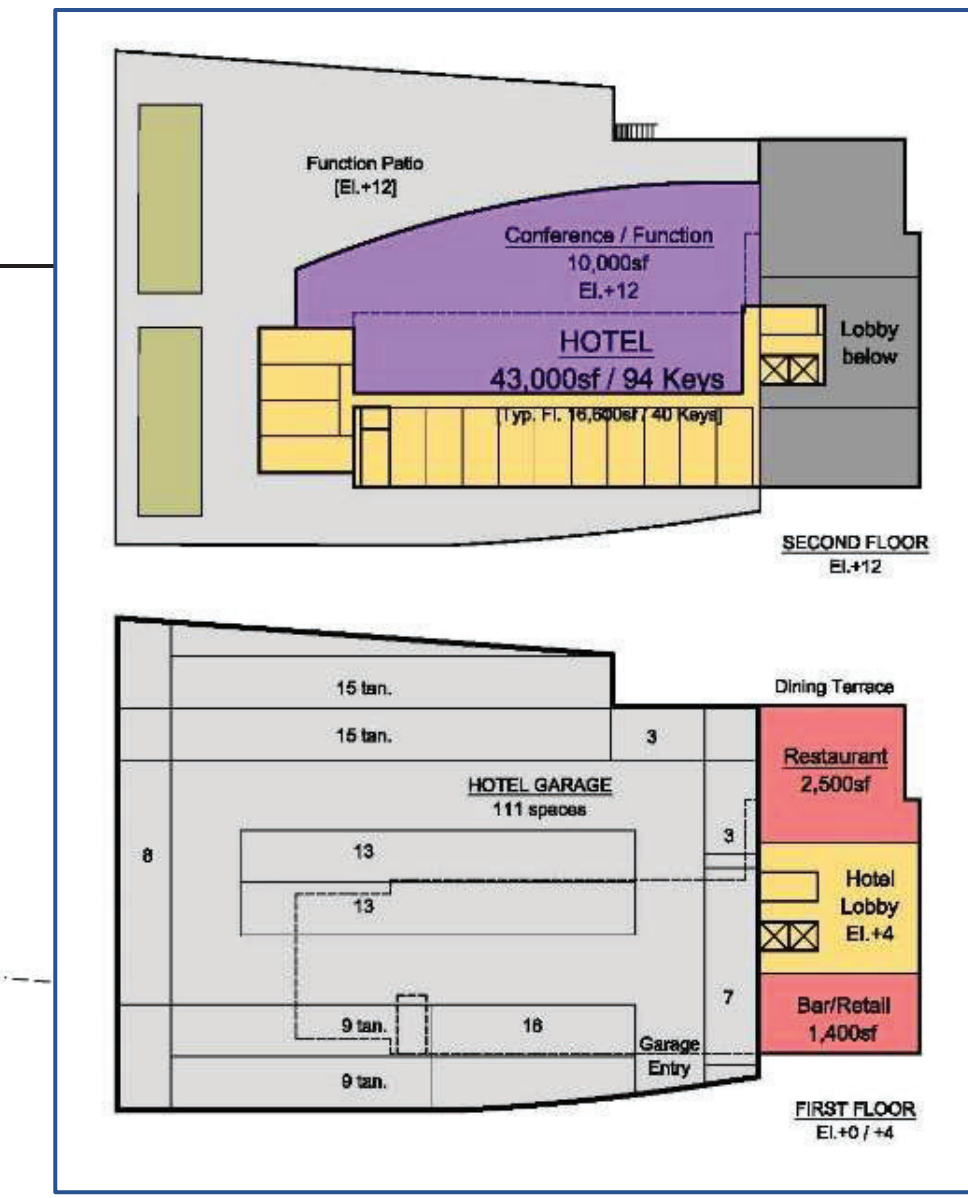 Function Patio
[El.+12]
Conference / Function
10,000sf
El.+12
HOTEL
43,000sf / 94 Keys
[Typ. Fl. 16,600sf / 40 Keys]
Lobby
below
SECOND FLOOR
El.+12
15 tan.
15 tan.
3
HOTEL GARAGE
111 spaces
8
13
13
3
9 tan.
16
9 tan.
7
Garage
Entry
Dining Terrace
Restaurant
2,500sf
Hotel
Lobby
El.+4
Bar/Retail
1,400sf
FIRST FLOOR
El.+0 / +4